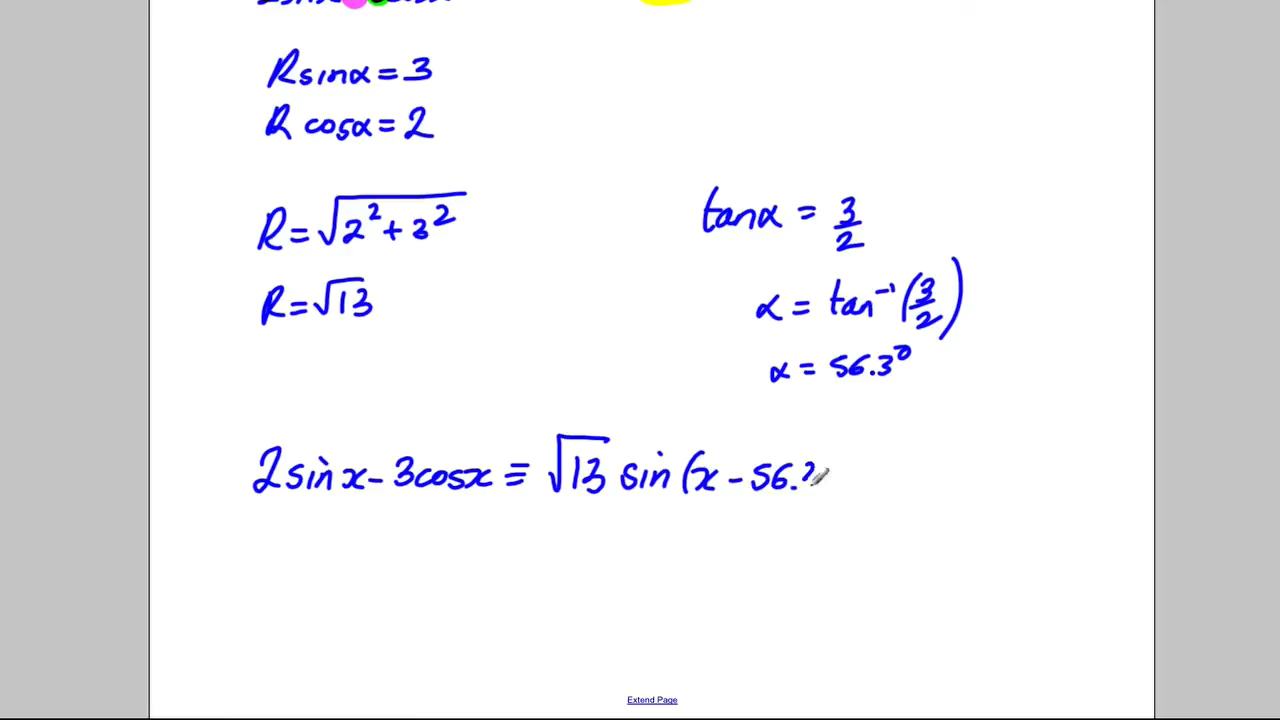 R sinα = 3
R cosα = 2
R = √2² + 3²
tanα = 3/2
R = √13
α = tan⁻¹(3/2)
α = 56.3°
2sinx - 3cosx ≡ √13 sin(x - 56.
Extend Page